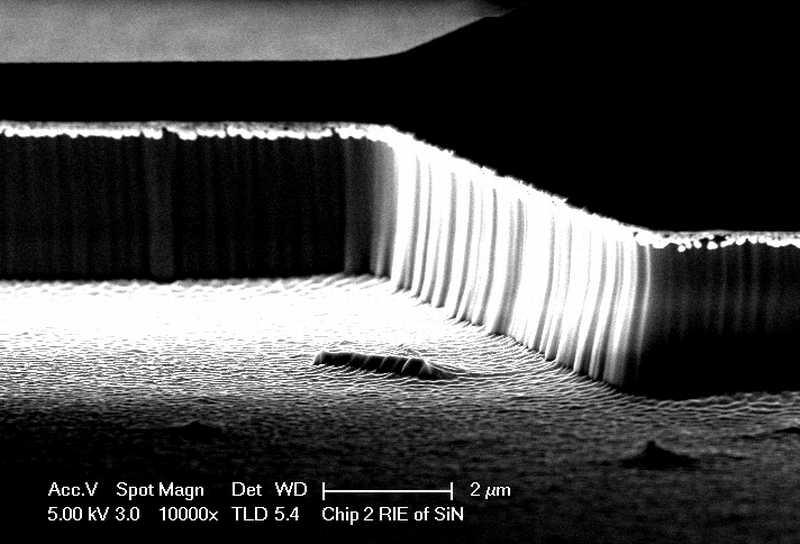 Acc.V Spot Magn Det WD 2 µm
5.00 kV 3.0 10000x TLD 5.4 Chip 2 RIE of SiN